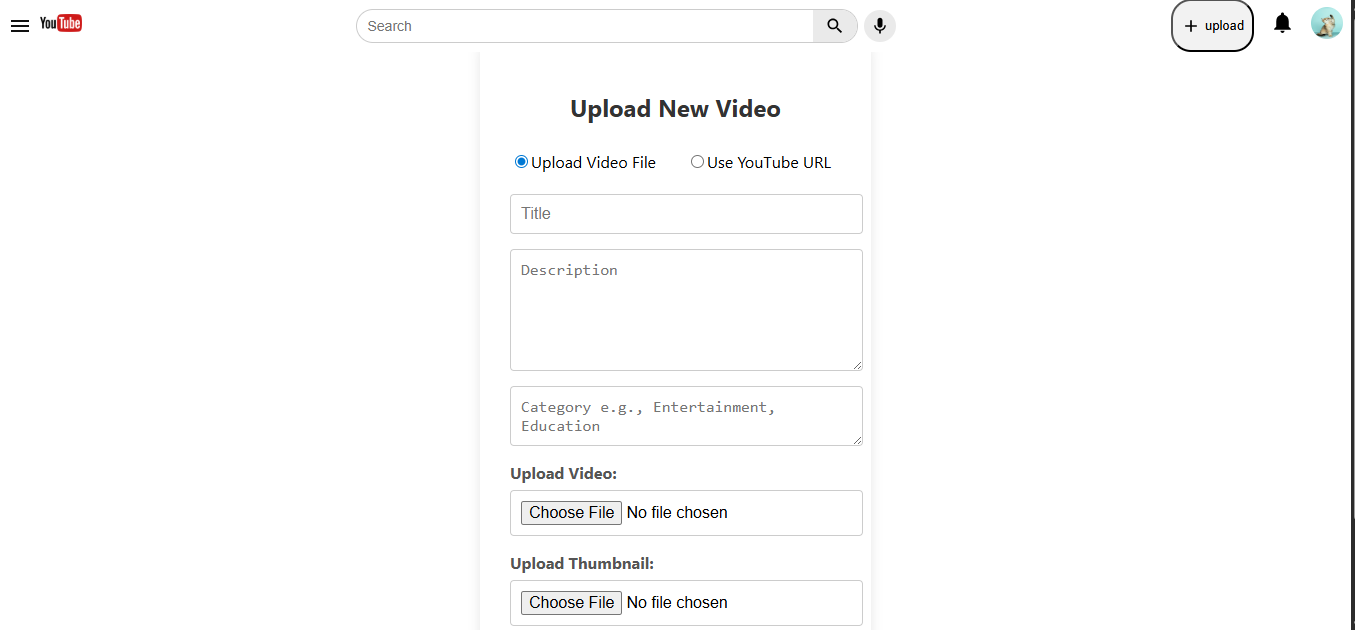 YouTube
Search
upload
Upload New Video
Upload Video File
Use YouTube URL
Title
Description
Category e.g., Entertainment,
Education
Upload Video:
Choose File No file chosen
Upload Thumbnail:
Choose File No file chosen